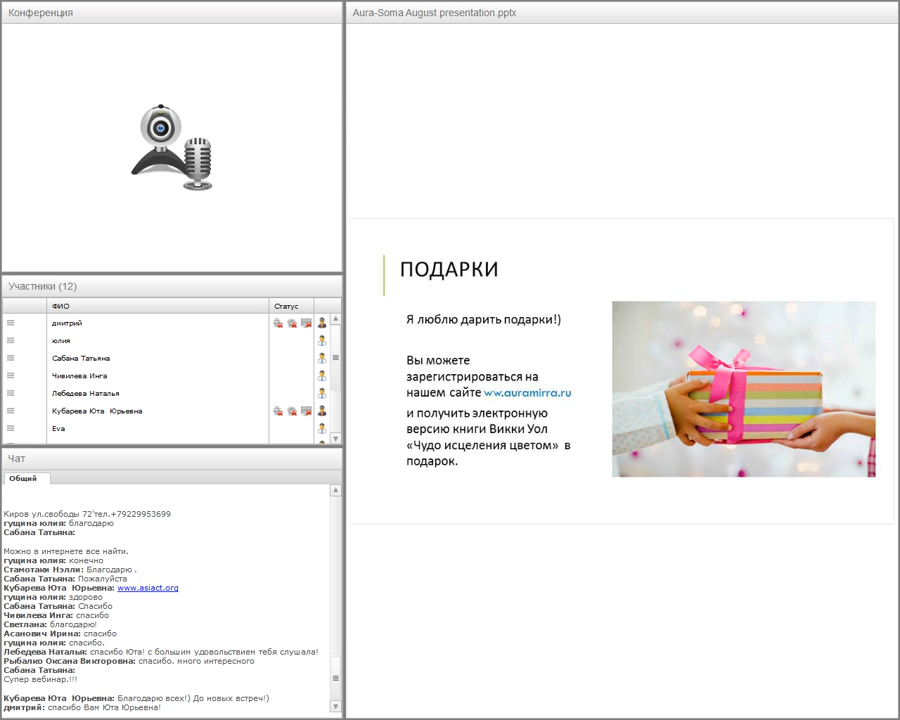 Конференция
Участники (12)
ФИО Статус
дмитрий
юлия
Сабана Татьяна
Чивилева Инга
Лебедева Наталья
Кубарева Юта Юрьевна
Eva
Чат
Общий
Киров ул.свободы 72'тел.+79229953699
гущина юлия: благодарю
Сабана Татьяна:
Можно в интернете все найти.
гущина юлия: конечно
Стамотаки Нэлли: Благодарю .
Сабана Татьяна: Пожалуйста
Кубарева Юта Юрьевна: www.asiact.org
гущина юлия: здорово
Сабана Татьяна: Спасибо
Чивилева Инга: спасибо
Светлана: благодарю!
Асанович Ирина: спасибо
гущина юлия: спасибо.
Лебедева Наталья: спасибо Юта! с большим удовольствием тебя слушала!
Рыбалко Оксана Викторовна: спасибо. много интересного
Сабана Татьяна:
Супер вебинар.!!!
Кубарева Юта Юрьевна: Благодарю всех!) До новых встреч!)
дмитрий: спасибо Вам Юта Юрьевна!
Aura-Soma August presentation.pptx
ПОДАРКИ
Я люблю дарить подарки!)
Вы можете
зарегистрироваться на
нашем сайте ww.auramirra.ru
и получить электронную
версию книги Викки Уол
«Чудо исцеления цветом» в
подарок.